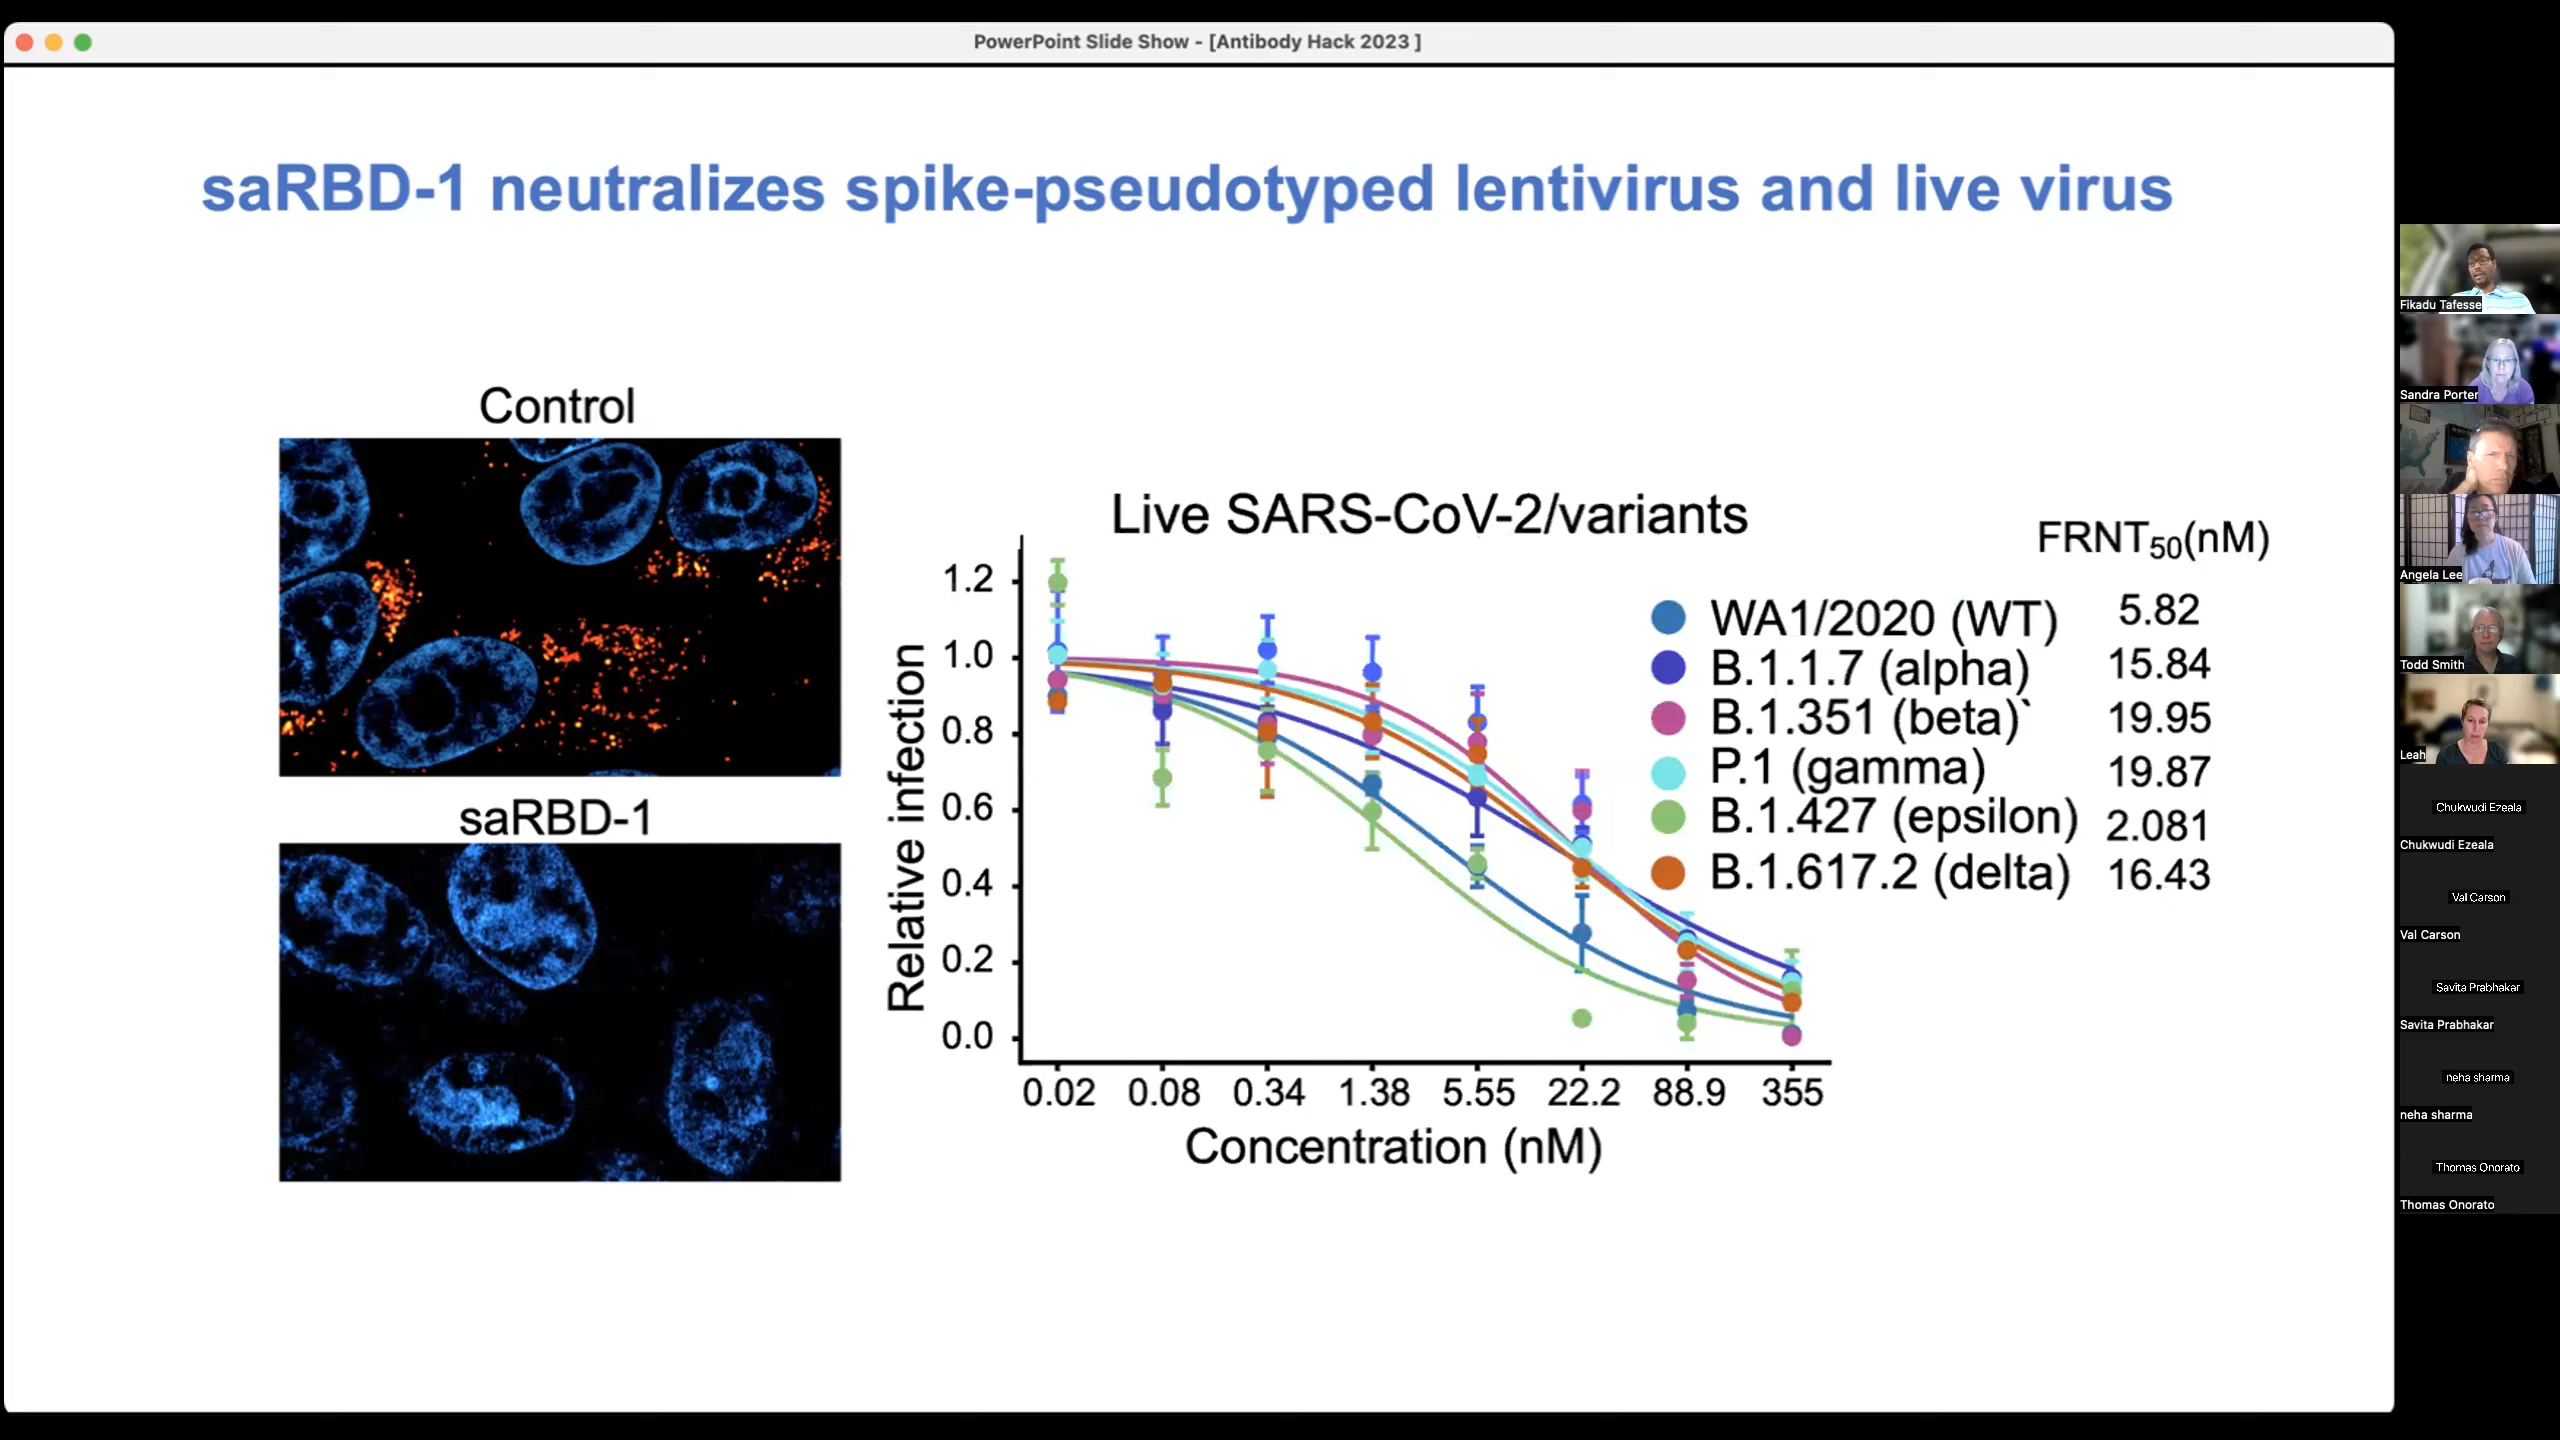 PowerPoint Slide Show - [Antibody Hack 2023 ]
saRBD-1 neutralizes spike-pseudotyped lentivirus and live virus
Control
saRBD-1
Live SARS-CoV-2/variants
Relative infection
1.2
1.0
0.8
0.6
0.4
0.2
0.0
0.02 0.08 0.34 1.38 5.55 22.2 88.9 355
Concentration (nM)
FRNT50(nM)
WA1/2020 (WT) 5.82
B.1.1.7 (alpha) 15.84
B.1.351 (beta)` 19.95
P.1 (gamma) 19.87
B.1.427 (epsilon) 2.081
B.1.617.2 (delta) 16.43
Fikadu Tafesse
Sandra Porter
Angela Lee
Todd Smith
Leah
Chukwudi Ezeala
Chukwudi Ezeala
Val Carson
Val Carson
Savita Prabhakar
Savita Prabhakar
neha sharma
neha sharma
Thomas Onorato
Thomas Onorato